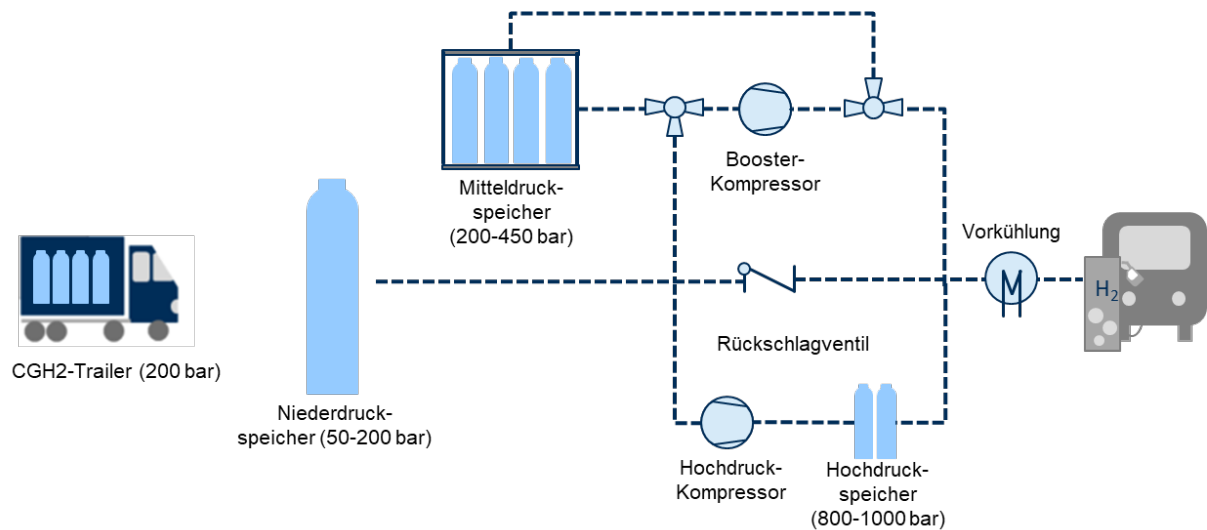 Booster-
Kompressor
Mitteldruck-
speicher
(200-450 bar)
Vorkühlung
H2
Rückschlagventil
CGH2-Trailer (200 bar)
Niederdruck-
speicher (50-200 bar)
Hochdruck-
Kompressor
Hochdruck-
speicher
(800-1000 bar)